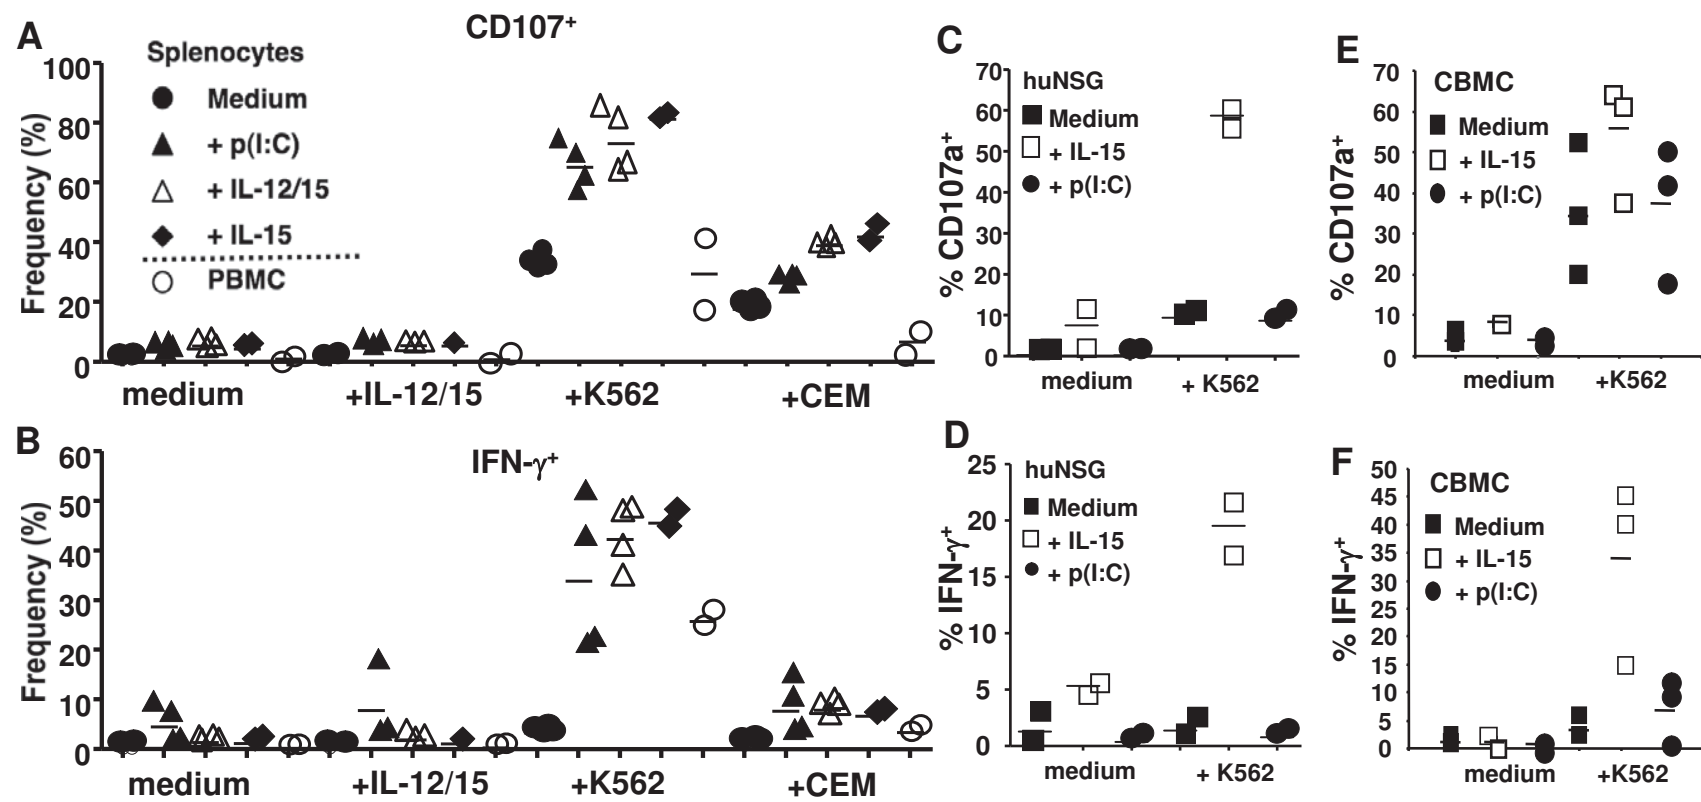 A
CD107+
Splenocytes
Medium
+ p(I:C)
+ IL-12/15
+ IL-15
PBMC
Frequency (%)
100
80
60
40
20
0
medium
+IL-12/15
+K562
+CEM
B
IFN-γ+
Frequency (%)
60
50
40
30
20
10
0
medium
+IL-12/15
+K562
+CEM
C
huNSG
Medium
+ IL-15
+ p(I:C)
% CD107a+
70
60
50
40
30
20
10
0
medium
+ K562
D
huNSG
Medium
+ IL-15
+ p(I:C)
% IFN-γ+
25
20
15
10
5
0
medium
+ K562
E
CBMC
Medium
+ IL-15
+ p(I:C)
% CD107a+
70
60
50
40
30
20
10
0
medium
+K562
F
CBMC
Medium
+ IL-15
+ p(I:C)
% IFN-γ+
50
45
40
35
30
25
20
15
10
5
0
medium
+K562